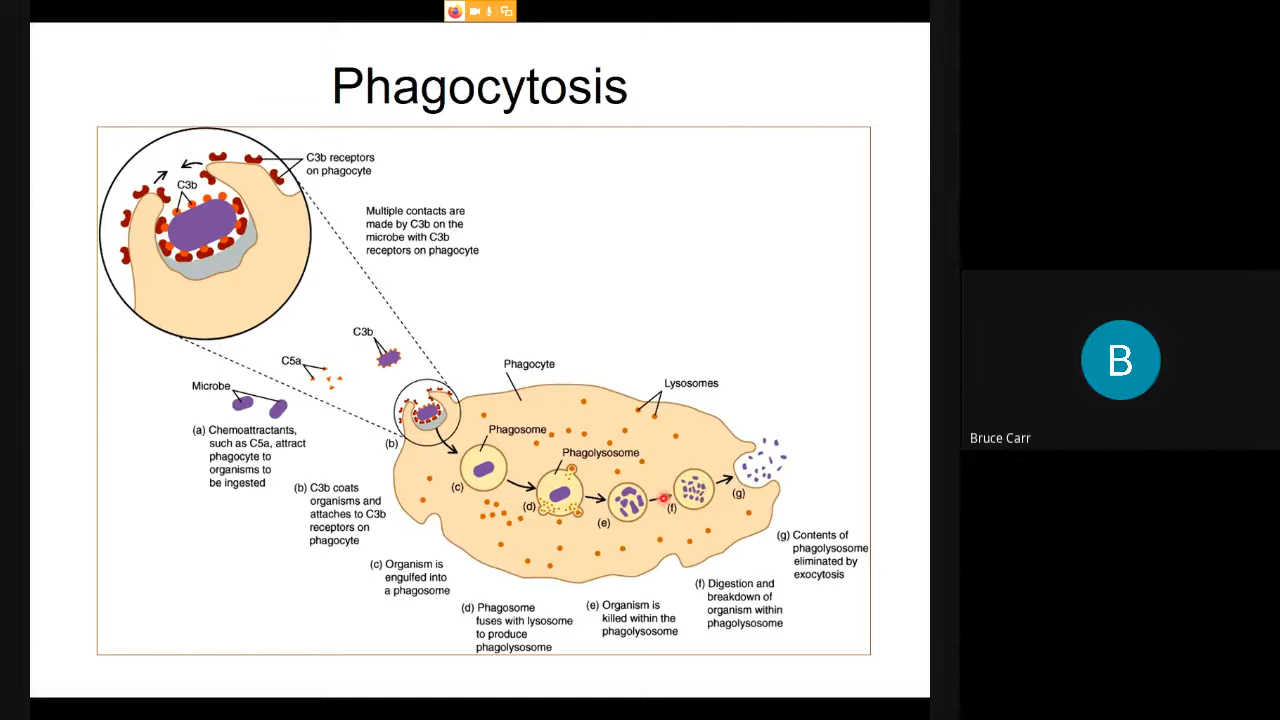 Phagocytosis
C3b receptors
on phagocyte
C3b
Multiple contacts are
made by C3b on the
microbe with C3b
receptors on phagocyte
C3b
C5a
Microbe
Phagocyte
Lysosomes
(a) Chemoattractants,
such as C5a, attract
phagocyte to
organisms to
be ingested
(b)
Phagosome
Phagolysosome
(c)
(d)
(e)
(f)
(g)
(b) C3b coats
organisms and
attaches to C3b
receptors on
phagocyte
(c) Organism is
engulfed into
a phagosome
(d) Phagosome
fuses with lysosome
to produce
phagolysosome
(e) Organism is
killed within the
phagolysosome
(f) Digestion and
breakdown of
organism within
phagolysosome
(g) Contents of
phagolysosome
eliminated by
exocytosis
B
Bruce Carr